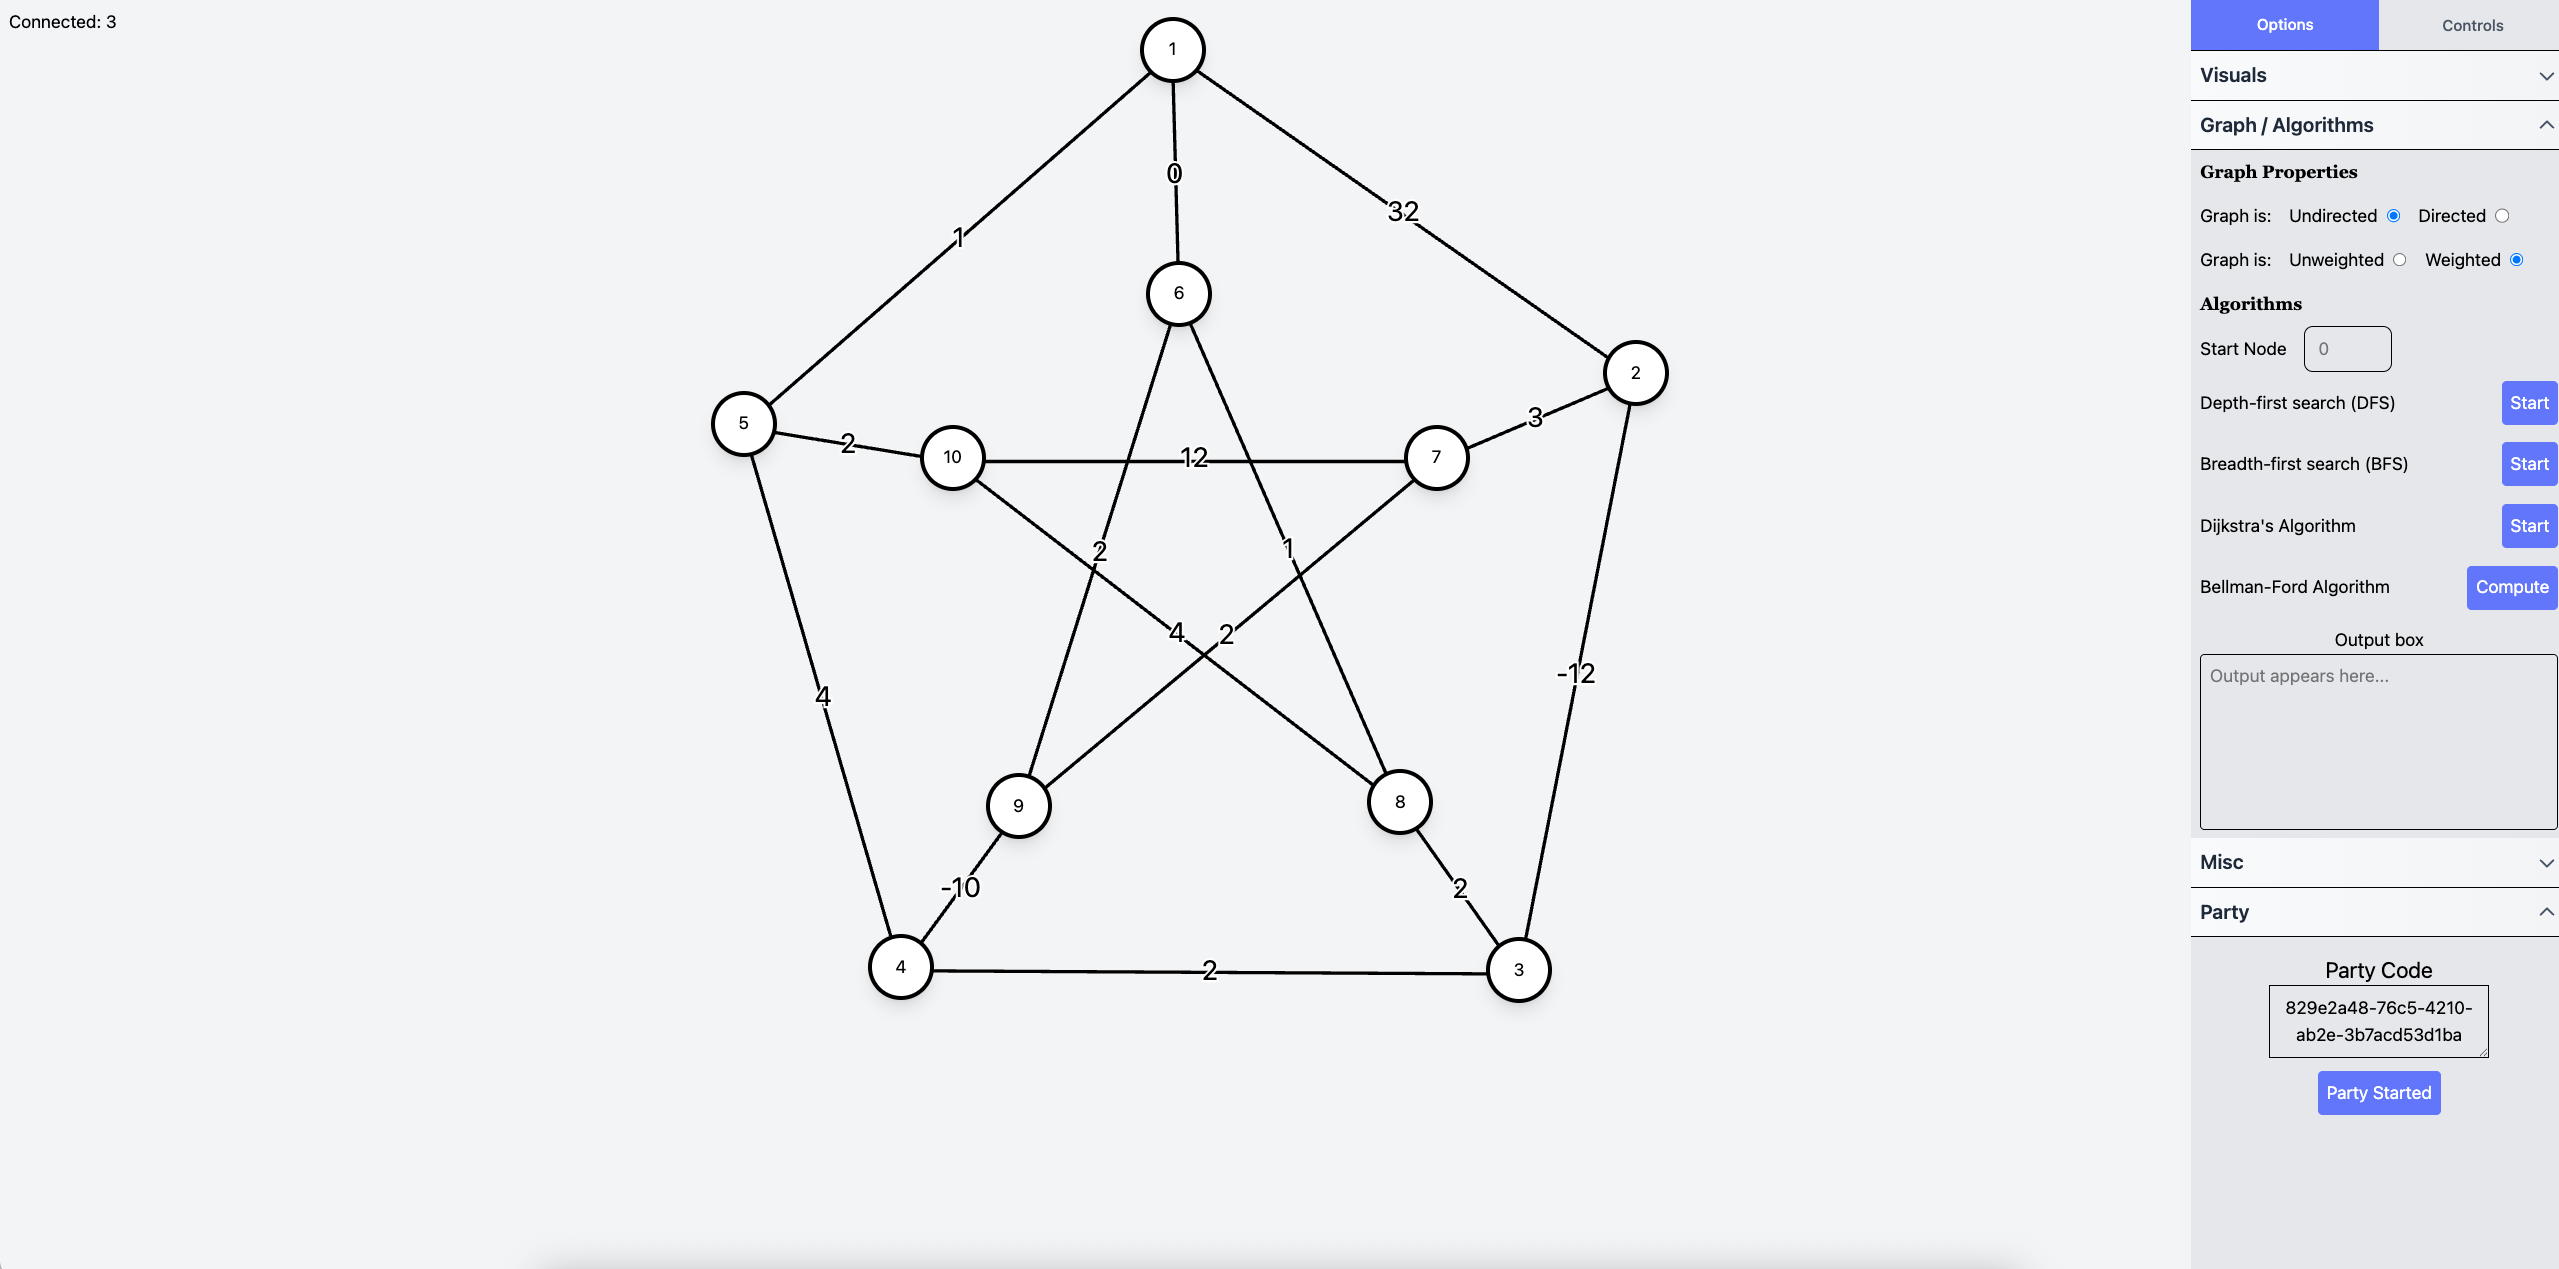 Connected: 3
1
0
32
1
6
2
5
2
10
12
7
3
2
1
4
2
-12
4
9
8
-10
2
4
2
3
Options
Controls
Visuals
Graph / Algorithms
Graph Properties
Graph is: Undirected Directed
Graph is: Unweighted Weighted
Algorithms
Start Node 0
Depth-first search (DFS) Start
Breadth-first search (BFS) Start
Dijkstra's Algorithm Start
Bellman-Ford Algorithm Compute
Output box
Output appears here...
Misc
Party
Party Code
829e2a48-76c5-4210-
ab2e-3b7acd53d1ba
Party Started